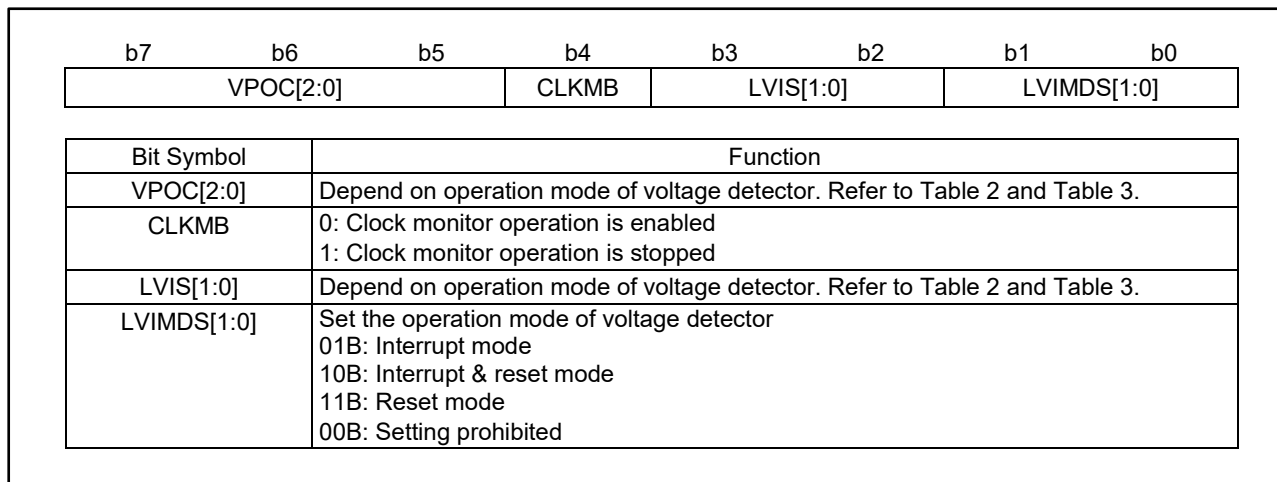 b7 b6 b5 b4 b3 b2 b1 b0
VPOC[2:0] CLKMB LVIS[1:0] LVIMDS[1:0]
Bit Symbol Function
VPOC[2:0] Depend on operation mode of voltage detector. Refer to Table 2 and Table 3.
CLKMB 0: Clock monitor operation is enabled
1: Clock monitor operation is stopped
LVIS[1:0] Depend on operation mode of voltage detector. Refer to Table 2 and Table 3.
LVIMDS[1:0] Set the operation mode of voltage detector
01B: Interrupt mode
10B: Interrupt & reset mode
11B: Reset mode
00B: Setting prohibited